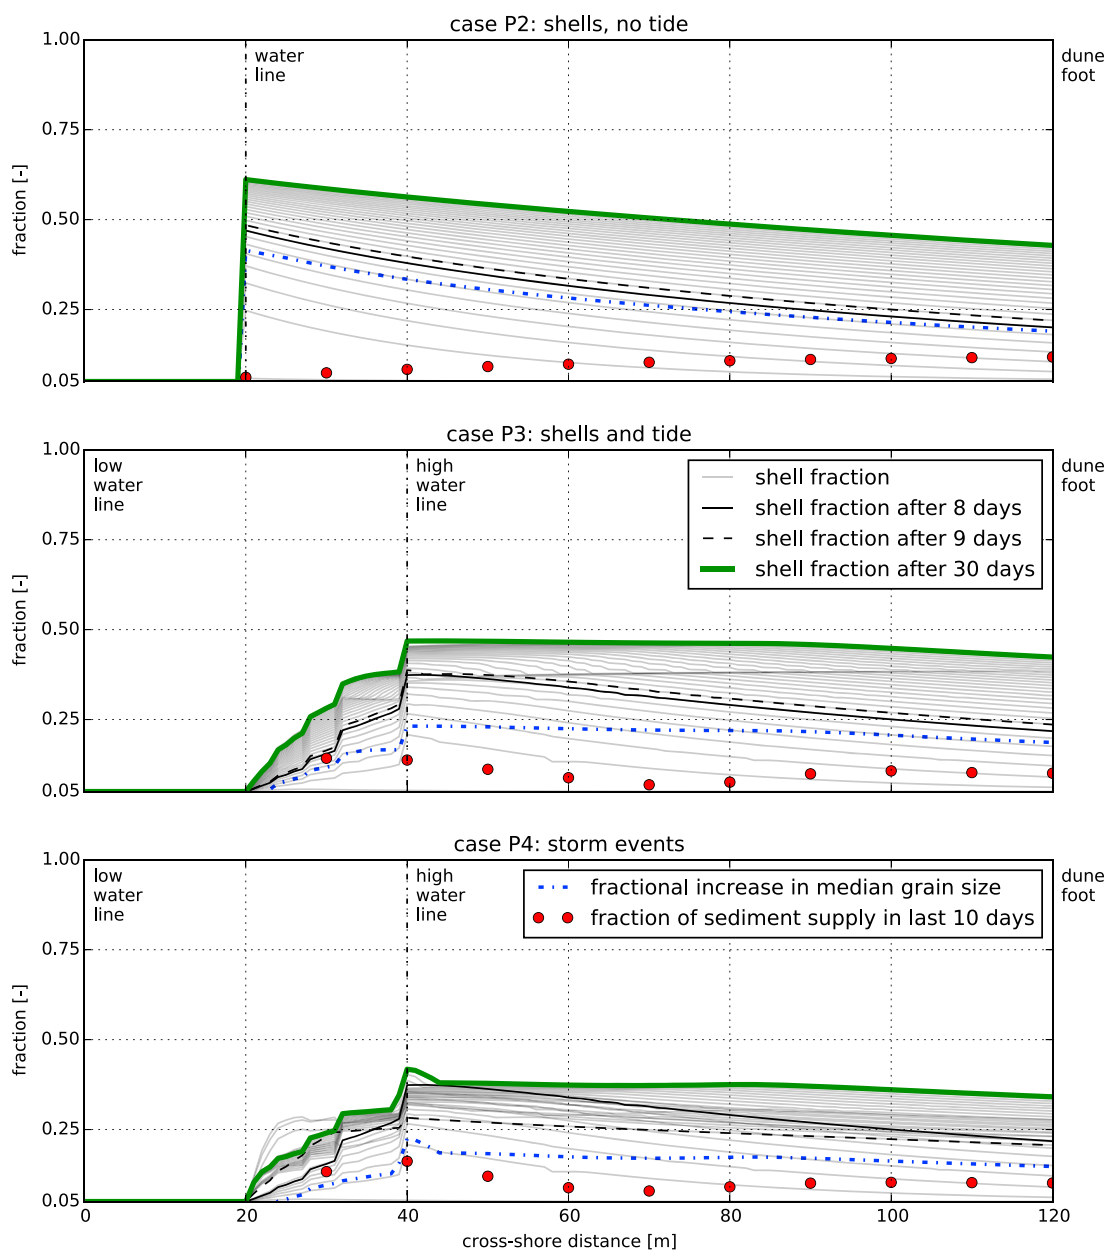 case P2: shells, no tide
1.00
0.75
0.50
0.25
0.05
fraction [-]
water
line
dune
foot
case P3: shells and tide
1.00
0.75
0.50
0.25
0.05
fraction [-]
low
water
line
high
water
line
dune
foot
shell fraction
shell fraction after 8 days
shell fraction after 9 days
shell fraction after 30 days
case P4: storm events
1.00
0.75
0.50
0.25
0.05
fraction [-]
low
water
line
high
water
line
dune
foot
fractional increase in median grain size
fraction of sediment supply in last 10 days
0
20
40
60
80
100
120
cross-shore distance [m]